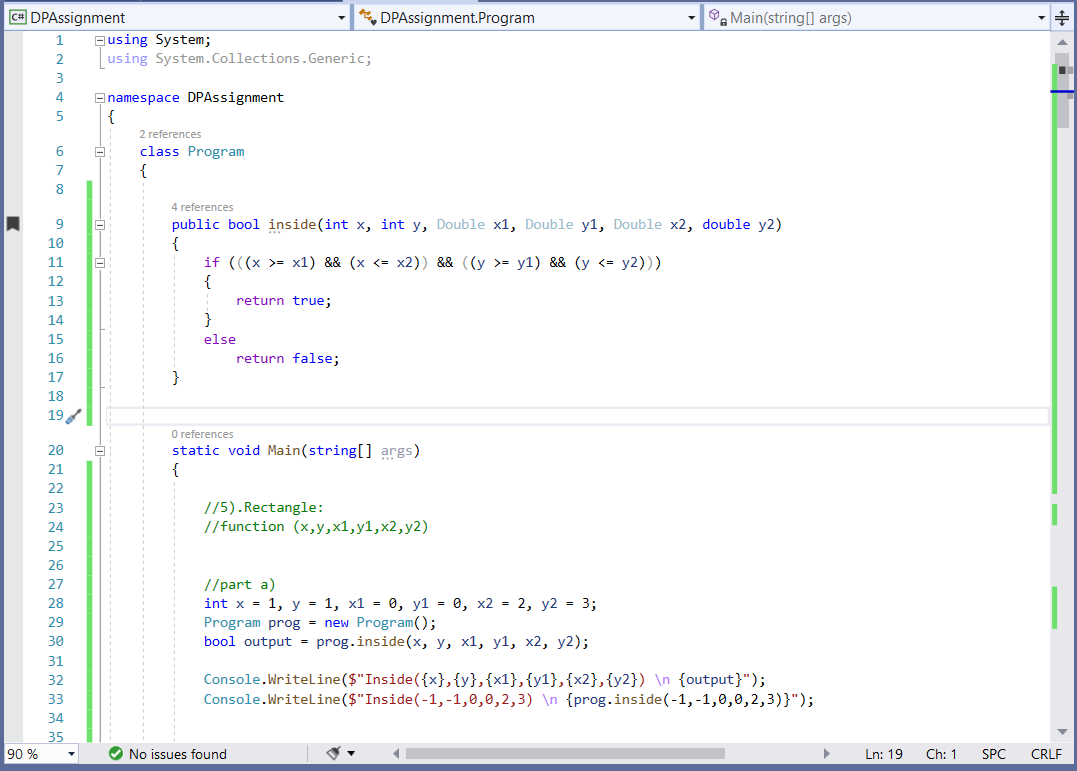 DPAssignment DPAssignment.Program Main(string[] args)
1 using System;
2 using System.Collections.Generic;
3
4 namespace DPAssignment
5 {
2 references
6 class Program
7 {
8
4 references
9 public bool inside(int x, int y, Double x1, Double y1, Double x2, double y2)
10 {
11 if (((x >= x1) && (x <= x2)) && ((y >= y1) && (y <= y2)))
12 {
13 return true;
14 }
15 else
16 return false;
17 }
18
19
0 references
20 static void Main(string[] args)
21 {
22
23 //5).Rectangle:
24 //function (x,y,x1,y1,x2,y2)
25
26
27 //part a)
28 int x = 1, y = 1, x1 = 0, y1 = 0, x2 = 2, y2 = 3;
29 Program prog = new Program();
30 bool output = prog.inside(x, y, x1, y1, x2, y2);
31
32 Console.WriteLine($"Inside({x},{y},{x1},{y1},{x2},{y2}) \n {output}");
33 Console.WriteLine($"Inside(-1,-1,0,0,2,3) \n {prog.inside(-1,-1,0,0,2,3)}");
34
35
90 % No issues found Ln: 19 Ch: 1 SPC CRLF